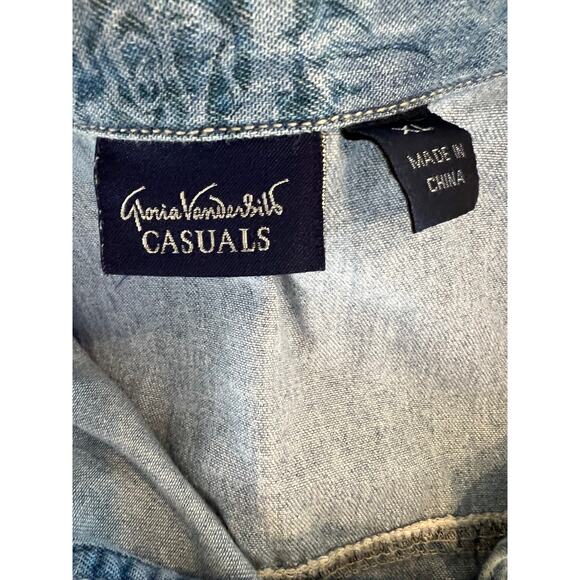 Gloria Vanderbilt
CASUALS
XL
MADE IN
CHINA